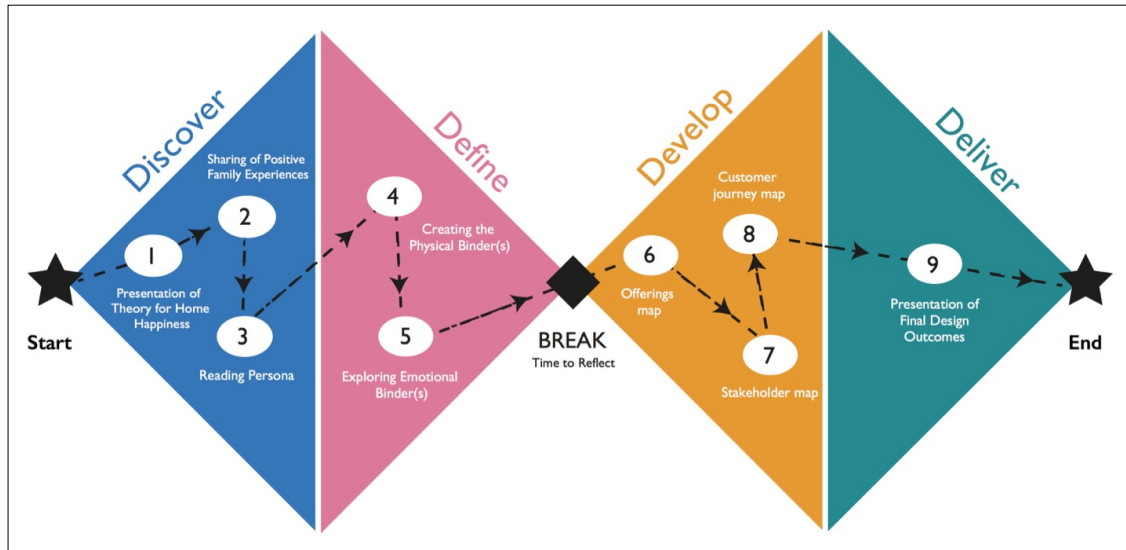 Start
Discover
1
Presentation of
Theory for Home
Happiness
2
Sharing of Positive
Family Experiences
3
Reading Persona
Define
4
Creating the
Physical Binder(s)
5
Exploring Emotional
Binder(s)
BREAK
Time to Reflect
Develop
6
Offerings
map
7
Stakeholder map
8
Customer
journey map
Deliver
9
Presentation of
Final Design
Outcomes
End